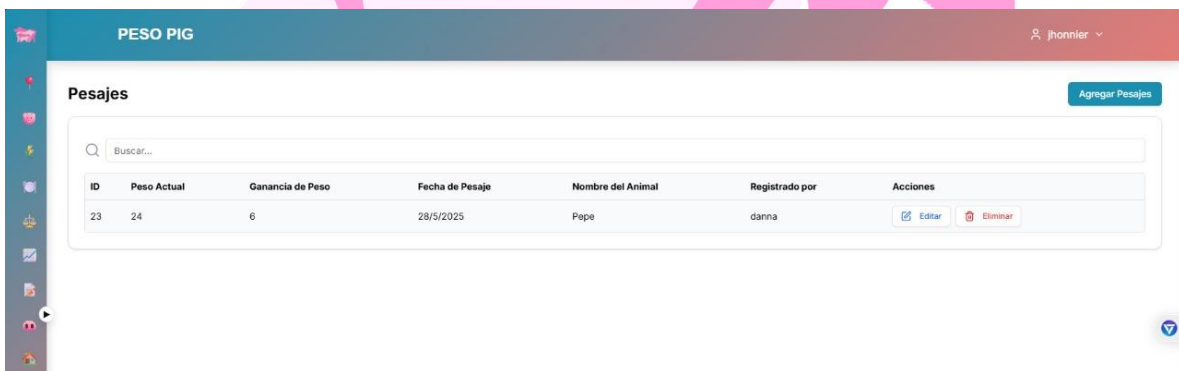 PESO PIG
jhonnier
Pesajes
Agregar Pesajes
Buscar...
ID Peso Actual Ganancia de Peso Fecha de Pesaje Nombre del Animal Registrado por Acciones
23 24 6 28/5/2025 Pepe danna Editar Eliminar